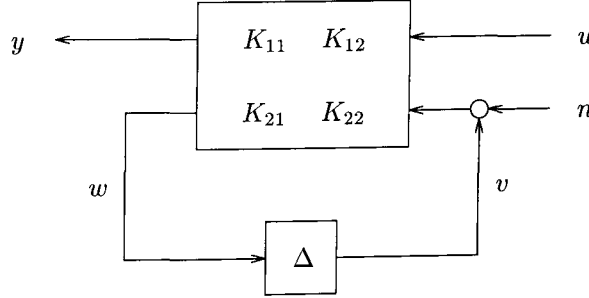 y K₁₁ K₁₂ u
K₂₁ K₂₂ n
w v
Δ